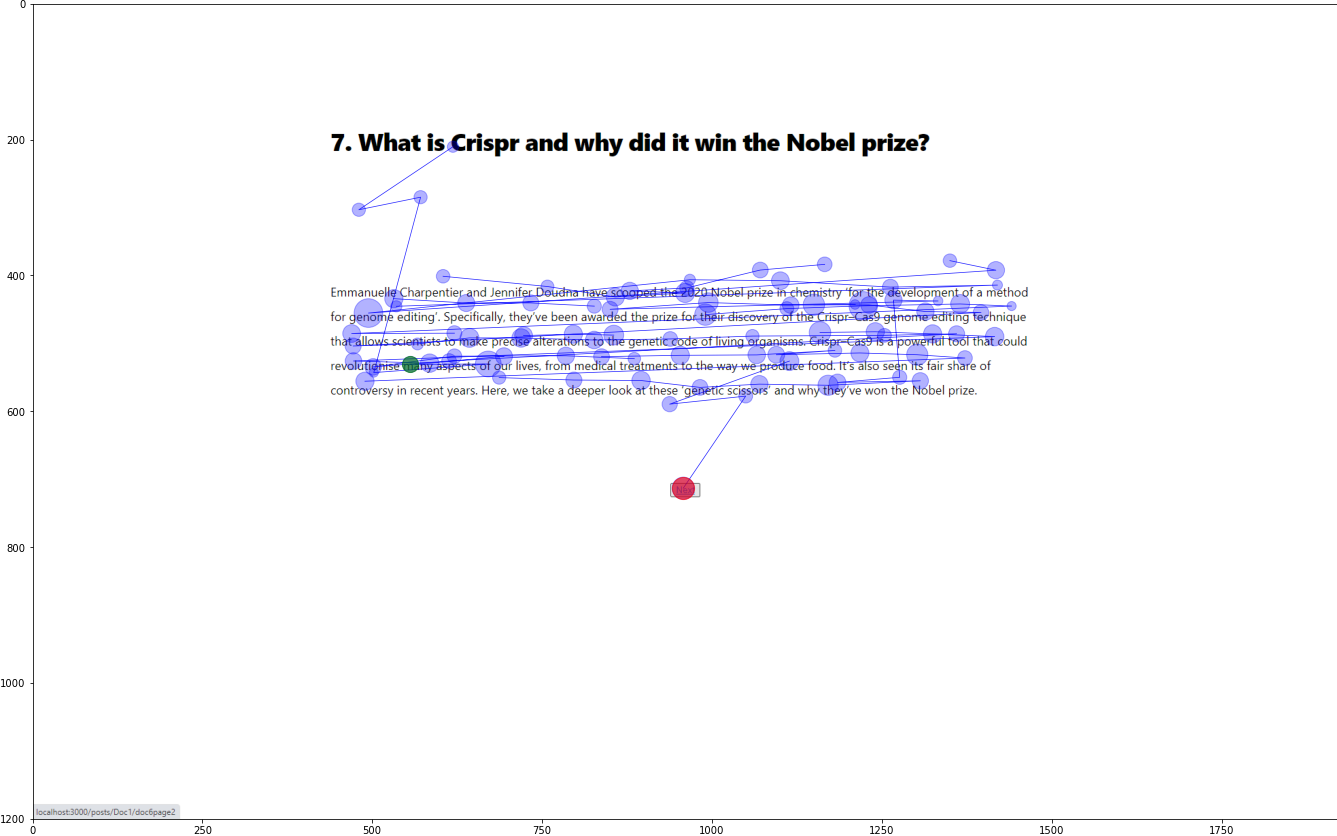 0
200
7. What is Crispr and why did it win the Nobel prize?
400
Emmanuelle Charpentier and Jennifer Doudna have scooped the 2020 Nobel prize in chemistry ‘for the development of a method
for genome editing’. Specifically, they’ve been awarded the prize for their discovery of the Crispr-Cas9 genome editing technique
that allows scientists to make precise alterations to the genetic code of living organisms. Crispr-Cas9 is a powerful tool that could
revolutionise many aspects of our lives, from medical treatments to the way we produce food. It’s also seen its fair share of
controversy in recent years. Here, we take a deeper look at these ‘genetic scissors’ and why they’ve won the Nobel prize.
600
Next
800
1000
localhost:3000/posts/Doc1/doc6page2
1200
0 250 500 750 1000 1250 1500 1750